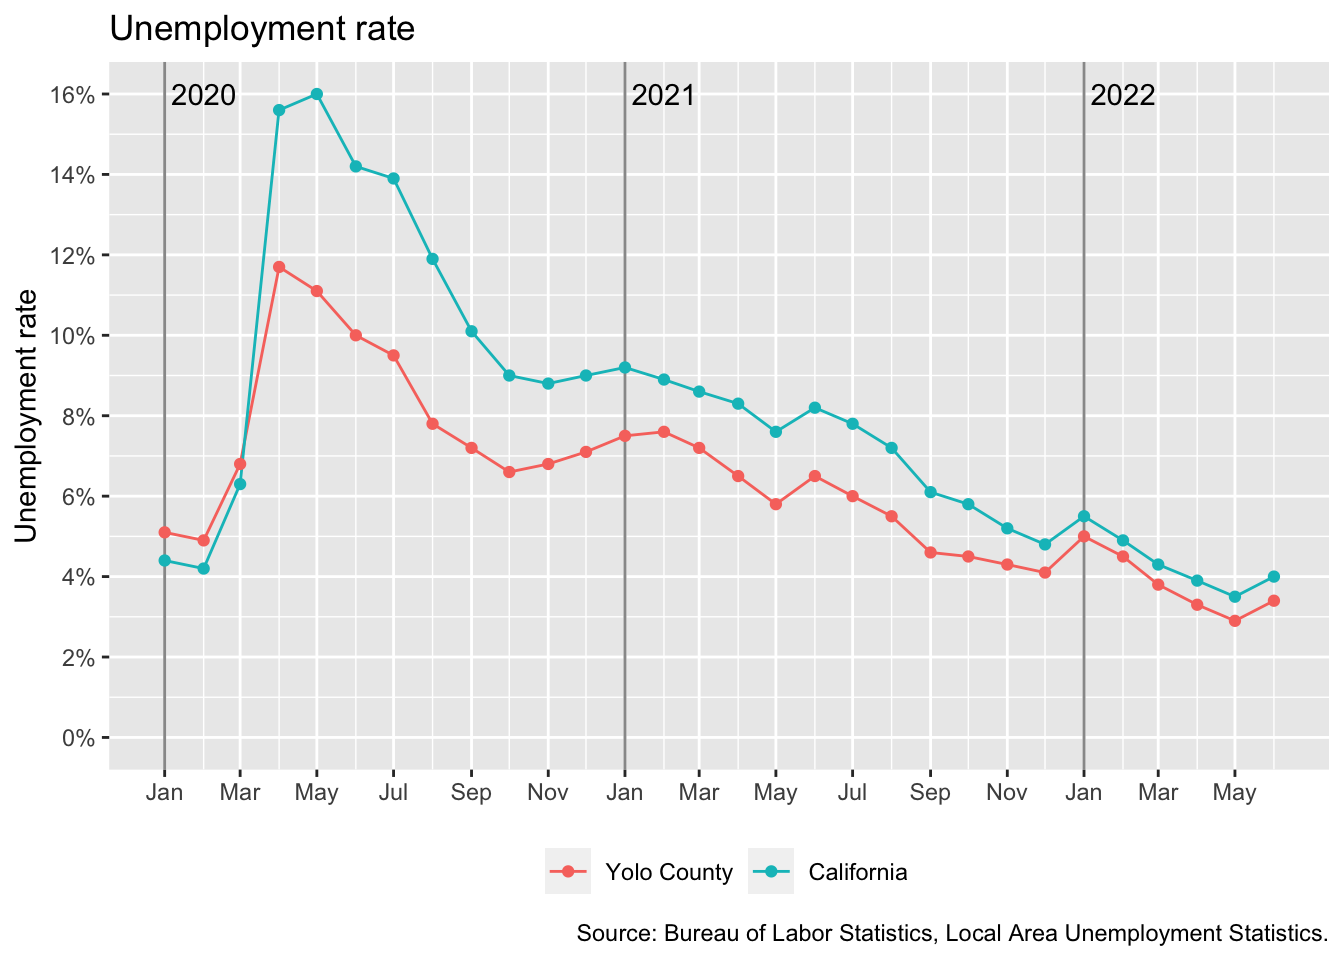 Unemployment rate
2020 2021 2022
16%
14%
12%
10%
8%
6%
4%
2%
0%
Unemployment rate
Jan Mar May Jul Sep Nov Jan Mar May Jul Sep Nov Jan Mar May
Yolo County California
Source: Bureau of Labor Statistics, Local Area Unemployment Statistics.